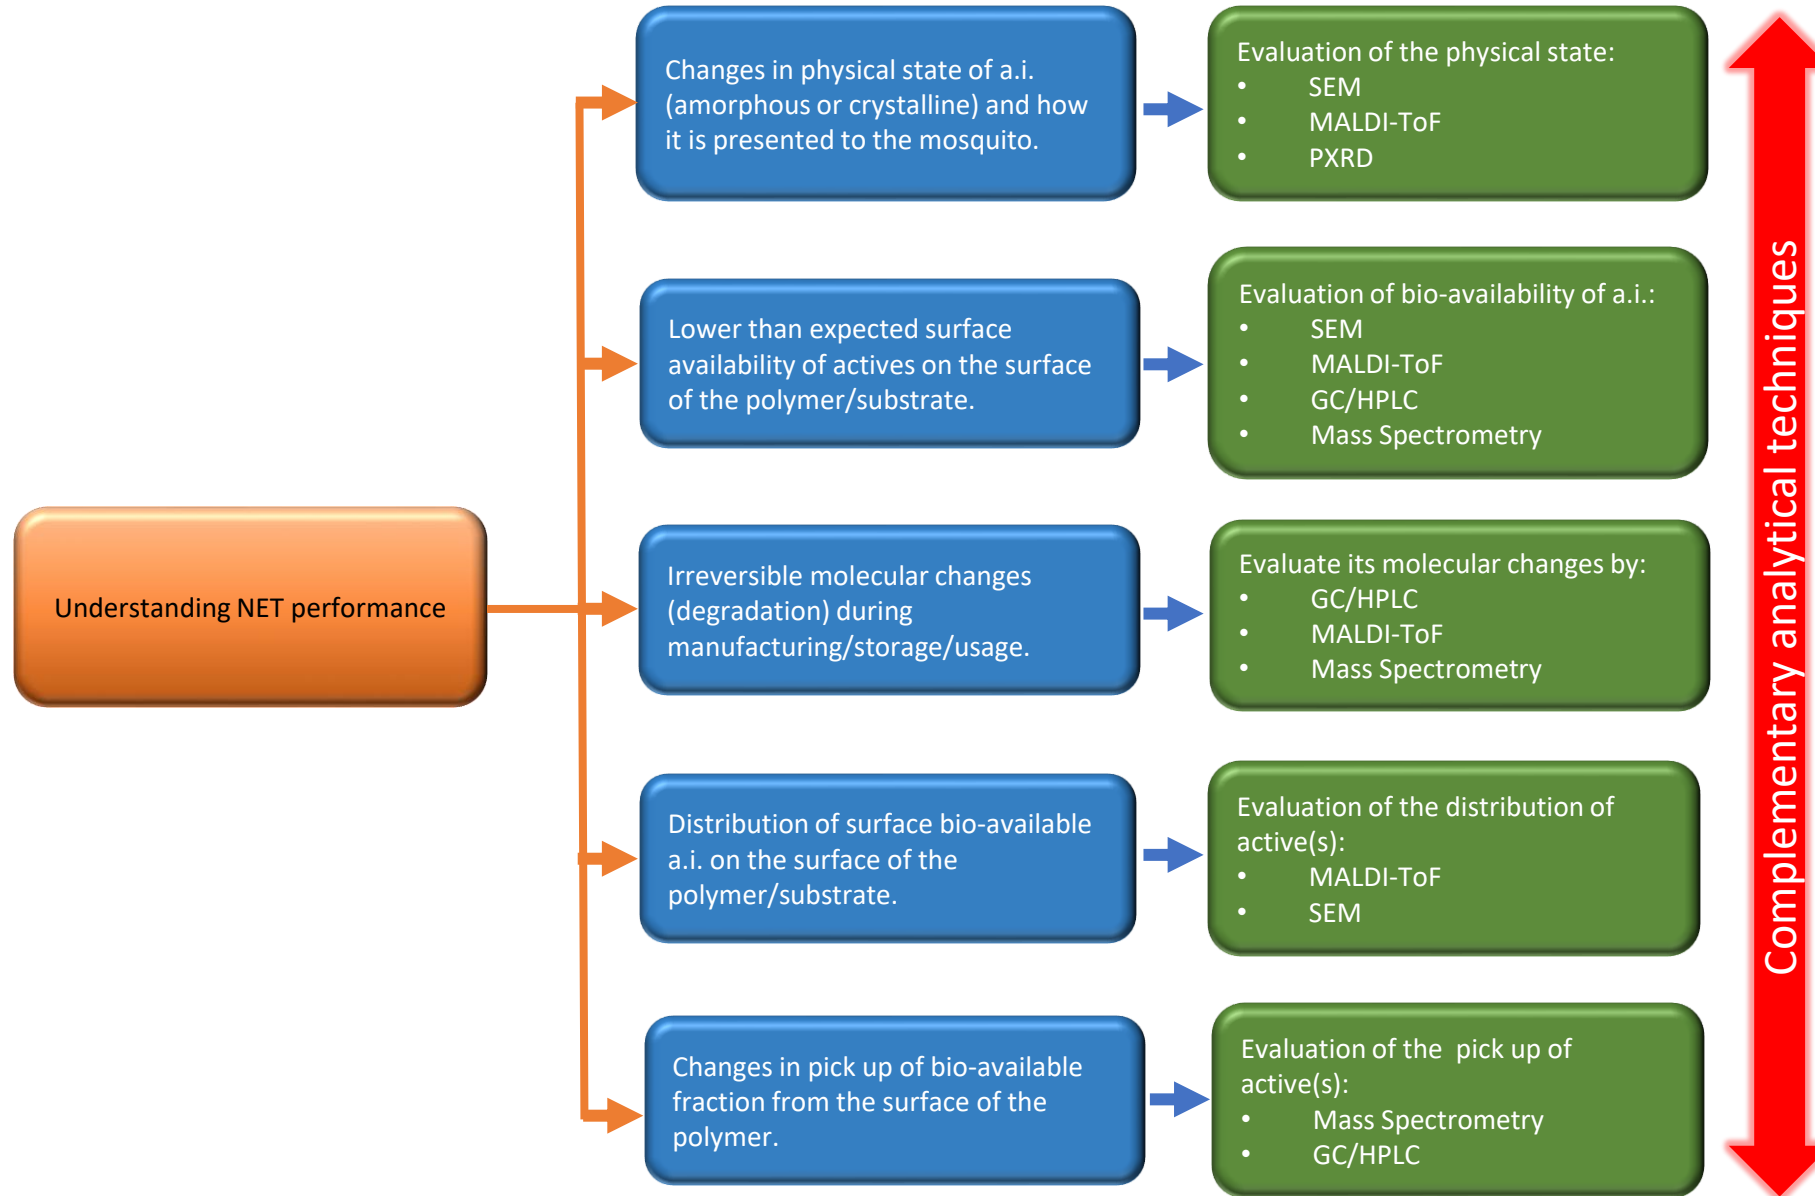 Understanding NET performance
Changes in physical state of a.i.
(amorphous or crystalline) and how
it is presented to the mosquito.
Evaluation of the physical state:
• SEM
• MALDI-ToF
• PXRD
Lower than expected surface
availability of actives on the surface
of the polymer/substrate.
Evaluation of bio-availability of a.i.:
• SEM
• MALDI-ToF
• GC/HPLC
• Mass Spectrometry
Irreversible molecular changes
(degradation) during
manufacturing/storage/usage.
Evaluate its molecular changes by:
• GC/HPLC
• MALDI-ToF
• Mass Spectrometry
Distribution of surface bio-available
a.i. on the surface of the
polymer/substrate.
Evaluation of the distribution of
active(s):
• MALDI-ToF
• SEM
Changes in pick up of bio-available
fraction from the surface of the
polymer.
Evaluation of the  pick up of
active(s):
• Mass Spectrometry
• GC/HPLC
Complementary analytical techniques